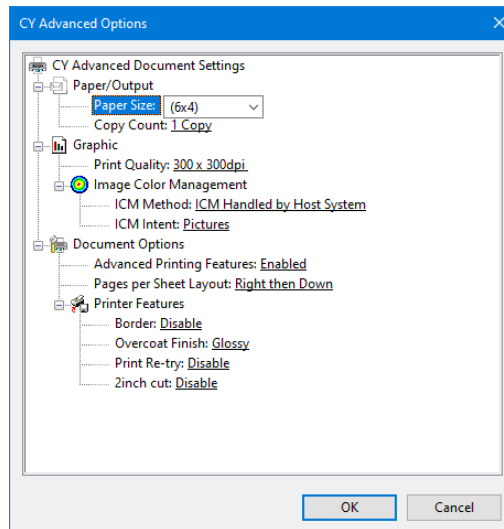 CY Advanced Options
CY Advanced Document Settings
Paper/Output
Paper Size: (6x4)
Copy Count: 1 Copy
Graphic
Print Quality: 300 x 300dpi
Image Color Management
ICM Method: ICM Handled by Host System
ICM Intent: Pictures
Document Options
Advanced Printing Features: Enabled
Pages per Sheet Layout: Right then Down
Printer Features
Border: Disable
Overcoat Finish: Glossy
Print Re-try: Disable
2inch cut: Disable
OK Cancel